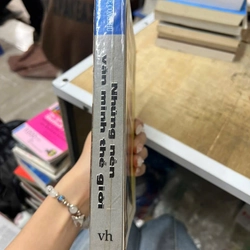 Những nền
văn minh thế giới
vh